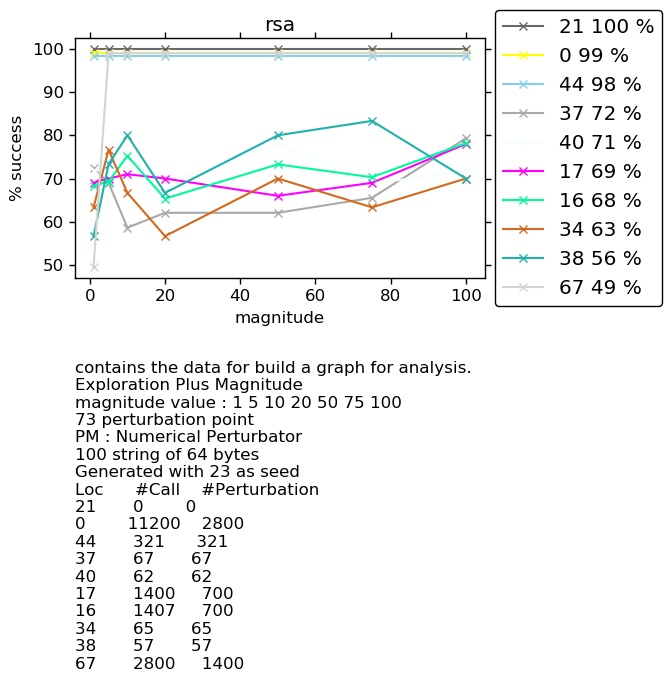 rsa
100
90
80
70
60
50
% success
0 20 40 60 80 100
magnitude
21 100 %
0 99 %
44 98 %
37 72 %
40 71 %
17 69 %
16 68 %
34 63 %
38 56 %
67 49 %
contains the data for build a graph for analysis.
Exploration Plus Magnitude
magnitude value : 1 5 10 20 50 75 100
73 perturbation point
PM : Numerical Perturbator
100 string of 64 bytes
Generated with 23 as seed
Loc #Call #Perturbation
21 0 0
0 11200 2800
44 321 321
37 67 67
40 62 62
17 1400 700
16 1407 700
34 65 65
38 57 57
67 2800 1400